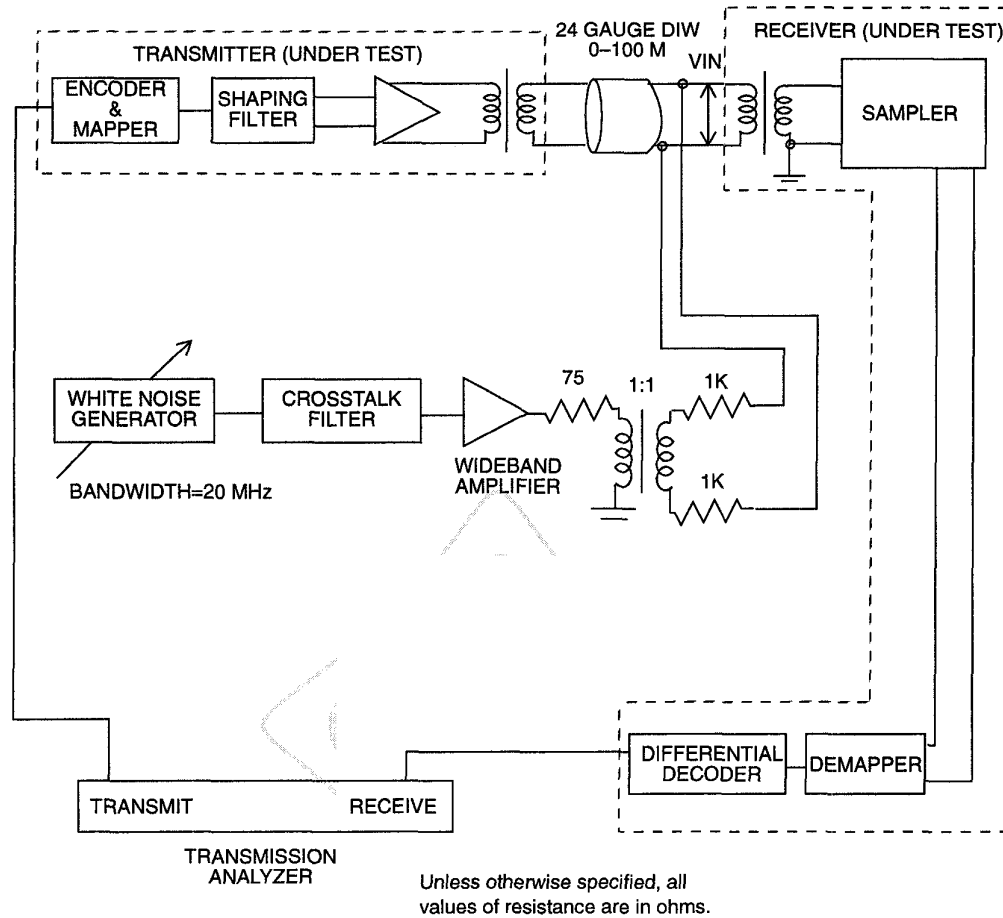 24 GAUGE DIW
0–100 M
RECEIVER (UNDER TEST)
TRANSMITTER (UNDER TEST)
VIN
ENCODER
&
MAPPER
SHAPING
FILTER
SAMPLER
75
1:1
1K
WHITE NOISE
GENERATOR
CROSSTALK
FILTER
WIDEBAND
AMPLIFIER
1K
BANDWIDTH=20 MHz
DIFFERENTIAL
DECODER
DEMAPPER
TRANSMIT
RECEIVE
TRANSMISSION
ANALYZER
Unless otherwise specified, all
values of resistance are in ohms.